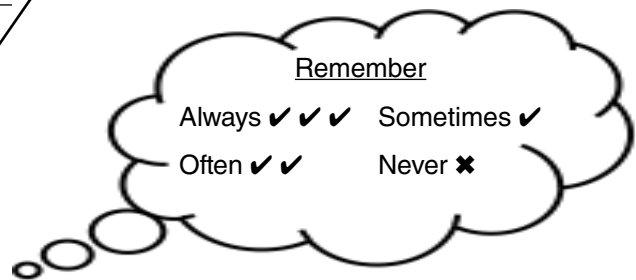 Remember
Always ✔ ✔ ✔ Sometimes ✔
Often ✔ ✔ Never ✖